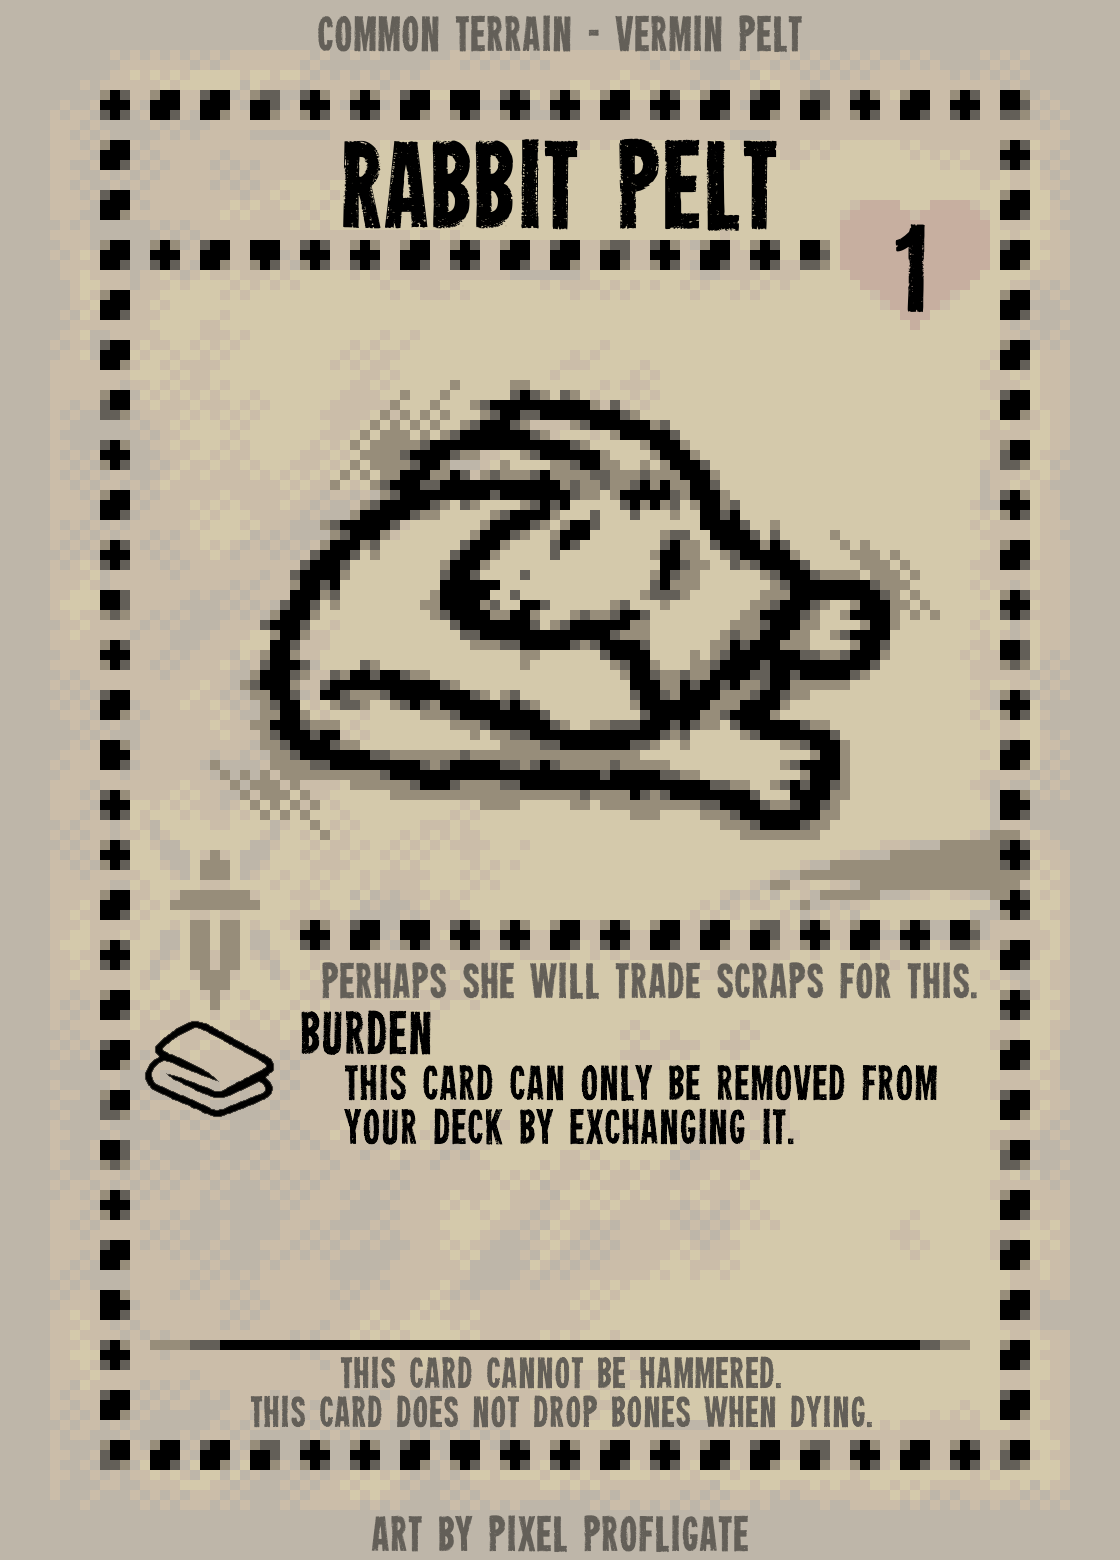 COMMON TERRAIN - VERMIN PELT
RABBIT PELT
1
PERHAPS SHE WILL TRADE SCRAPS FOR THIS.
BURDEN
THIS CARD CAN ONLY BE REMOVED FROM
YOUR DECK BY EXCHANGING IT.
THIS CARD CANNOT BE HAMMERED.
THIS CARD DOES NOT DROP BONES WHEN DYING.
ART BY PIXEL PROFLIGATE